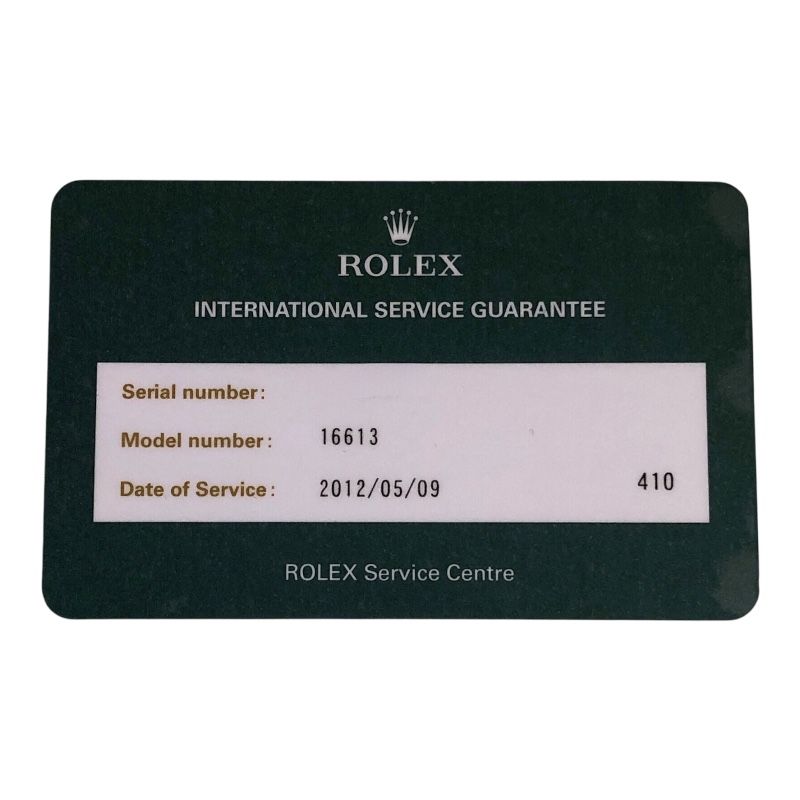 ROLEX
INTERNATIONAL SERVICE GUARANTEE
Serial number:
Model number: 16613
Date of Service: 2012/05/09 410
ROLEX Service Centre